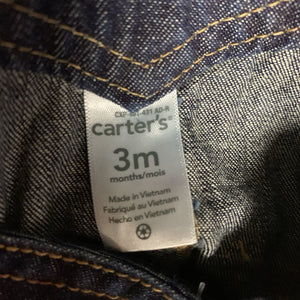 carter's®
3m
months/mois
Made in Vietnam
Fabriqué au Vietnam
Hecho en Vietnam